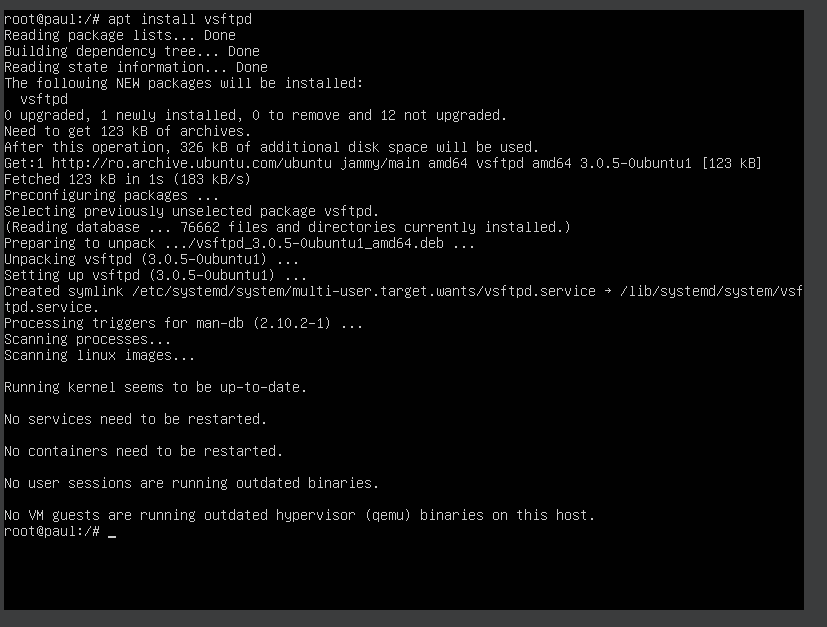 root@paul:/# apt install vsftpd
Reading package lists... Done
Building dependency tree... Done
Reading state information... Done
The following NEW packages will be installed:
  vsftpd
0 upgraded, 1 newly installed, 0 to remove and 12 not upgraded.
Need to get 123 kB of archives.
After this operation, 326 kB of additional disk space will be used.
Get:1 http://ro.archive.ubuntu.com/ubuntu jammy/main amd64 vsftpd amd64 3.0.5-0ubuntu1 [123 kB]
Fetched 123 kB in 1s (183 kB/s)
Preconfiguring packages ...
Selecting previously unselected package vsftpd.
(Reading database ... 76662 files and directories currently installed.)
Preparing to unpack .../vsftpd_3.0.5-0ubuntu1_amd64.deb ...
Unpacking vsftpd (3.0.5-0ubuntu1) ...
Setting up vsftpd (3.0.5-0ubuntu1) ...
Created symlink /etc/systemd/system/multi-user.target.wants/vsftpd.service → /lib/systemd/system/vsf
tpd.service.
Processing triggers for man-db (2.10.2-1) ...
Scanning processes...
Scanning linux images...
Running kernel seems to be up-to-date.
No services need to be restarted.
No containers need to be restarted.
No user sessions are running outdated binaries.
No VM guests are running outdated hypervisor (qemu) binaries on this host.
root@paul:/# _